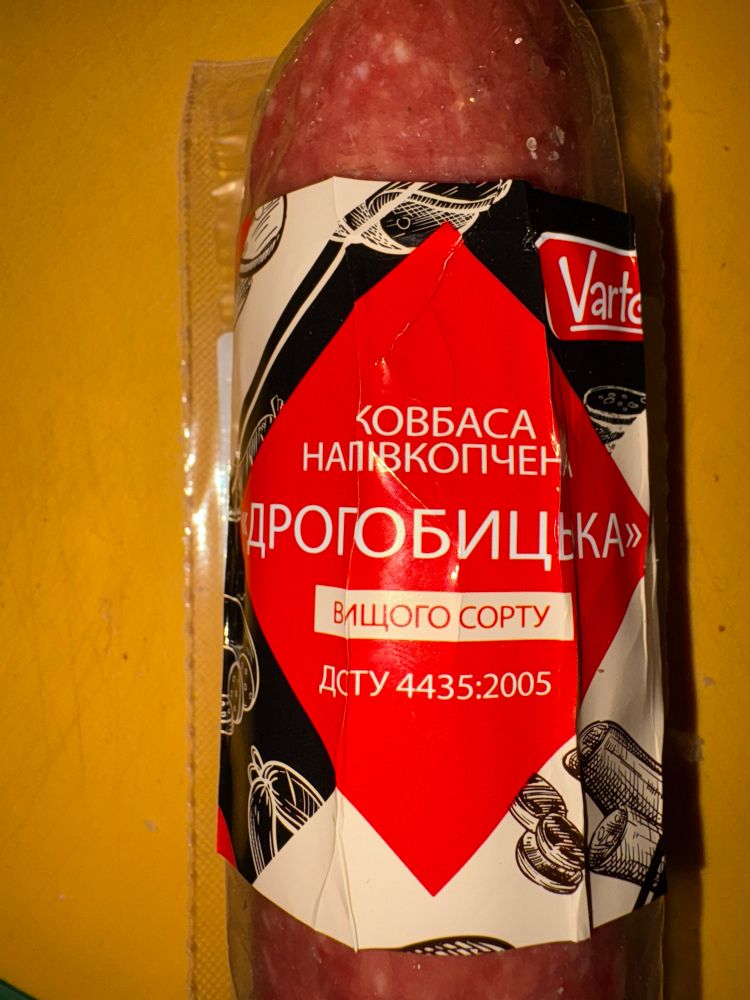 Varto
КОВБАСА
НАПІВКОПЧЕНА
«ДРОГОБИЦЬКА»
ВИЩОГО СОРТУ
ДСТУ 4435:2005